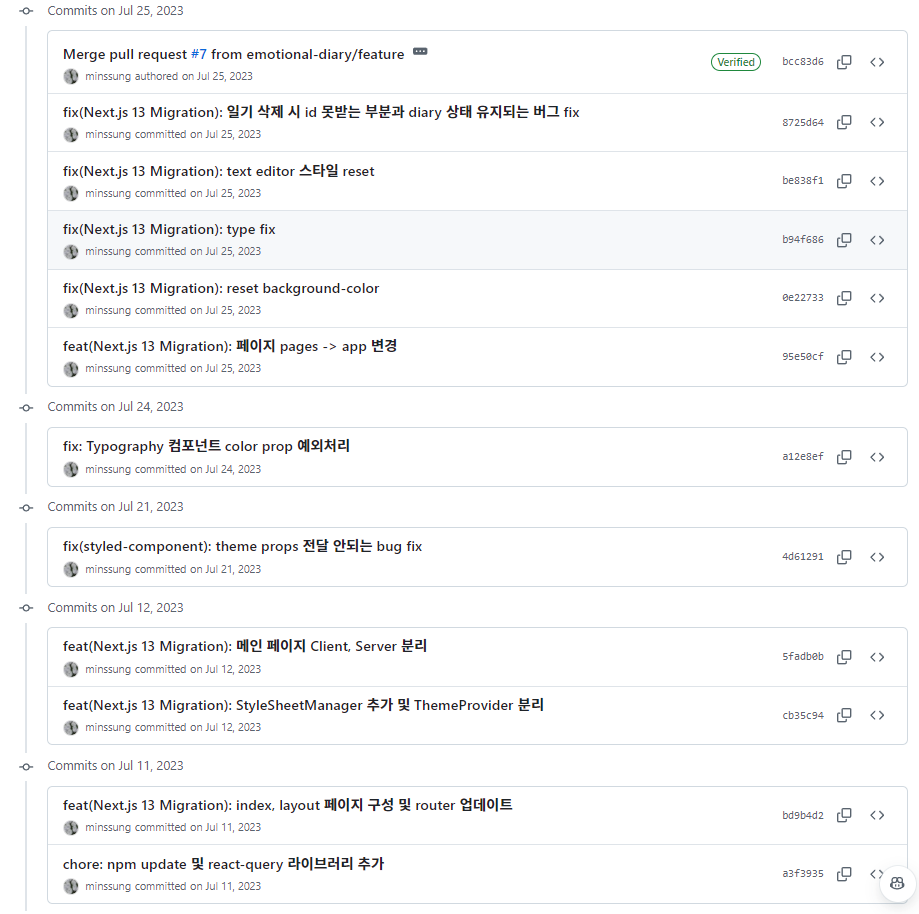 Commits on Jul 25, 2023
Merge pull request #7 from emotional-diary/feature
Verified
bcc83d6
minssung authored on Jul 25, 2023
fix(Next.js 13 Migration): 일기 삭제 시 id 못받는 부분과 diary 상태 유지되는 버그 fix
8725d64
minssung committed on Jul 25, 2023
fix(Next.js 13 Migration): text editor 스타일 reset
be838f1
minssung committed on Jul 25, 2023
fix(Next.js 13 Migration): type fix
b94f686
minssung committed on Jul 25, 2023
fix(Next.js 13 Migration): reset background-color
0e22733
minssung committed on Jul 25, 2023
feat(Next.js 13 Migration): 페이지 pages -> app 변경
95e50cf
minssung committed on Jul 25, 2023
Commits on Jul 24, 2023
fix: Typography 컴포넌트 color prop 예외처리
a12e8ef
minssung committed on Jul 24, 2023
Commits on Jul 21, 2023
fix(styled-component): theme props 전달 안되는 bug fix
4d61291
minssung committed on Jul 21, 2023
Commits on Jul 12, 2023
feat(Next.js 13 Migration): 메인 페이지 Client, Server 분리
5fadb0b
minssung committed on Jul 12, 2023
feat(Next.js 13 Migration): StyleSheetManager 추가 및 ThemeProvider 분리
cb35c94
minssung committed on Jul 12, 2023
Commits on Jul 11, 2023
feat(Next.js 13 Migration): index, layout 페이지 구성 및 router 업데이트
bd9b4d2
minssung committed on Jul 11, 2023
chore: npm update 및 react-query 라이브러리 추가
a3f3935
minssung committed on Jul 11, 2023